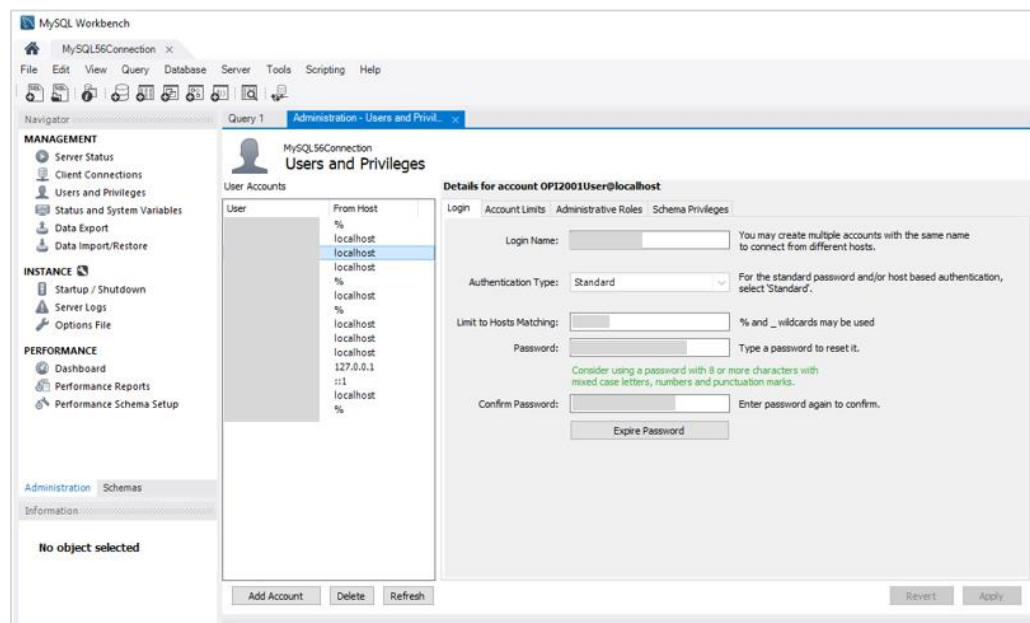 MySQL Workbench
MySQL56Connection ×
File Edit View Query Database Server Tools Scripting Help
Navigator
MANAGEMENT
Server Status
Client Connections
Users and Privileges
Status and System Variables
Data Export
Data Import/Restore
INSTANCE
Startup / Shutdown
Server Logs
Options File
PERFORMANCE
Dashboard
Performance Reports
Performance Schema Setup
Administration Schemas
Information
No object selected
Query 1 Administration - Users and Privil... ×
MySQL56Connection
Users and Privileges
User Accounts
User From Host
%
localhost
localhost
localhost
%
localhost
%
localhost
localhost
localhost
127.0.0.1
::1
localhost
%
Add Account Delete Refresh
Details for account OPI2001User@localhost
Login Account Limits Administrative Roles Schema Privileges
Login Name: You may create multiple accounts with the same name
to connect from different hosts.
Authentication Type: Standard For the standard password and/or host based authentication,
select 'Standard'.
Limit to Hosts Matching: % and _ wildcards may be used
Password: Type a password to reset it.
Consider using a password with 8 or more characters with
mixed case letters, numbers and punctuation marks.
Confirm Password: Enter password again to confirm.
Expire Password
Revert Apply